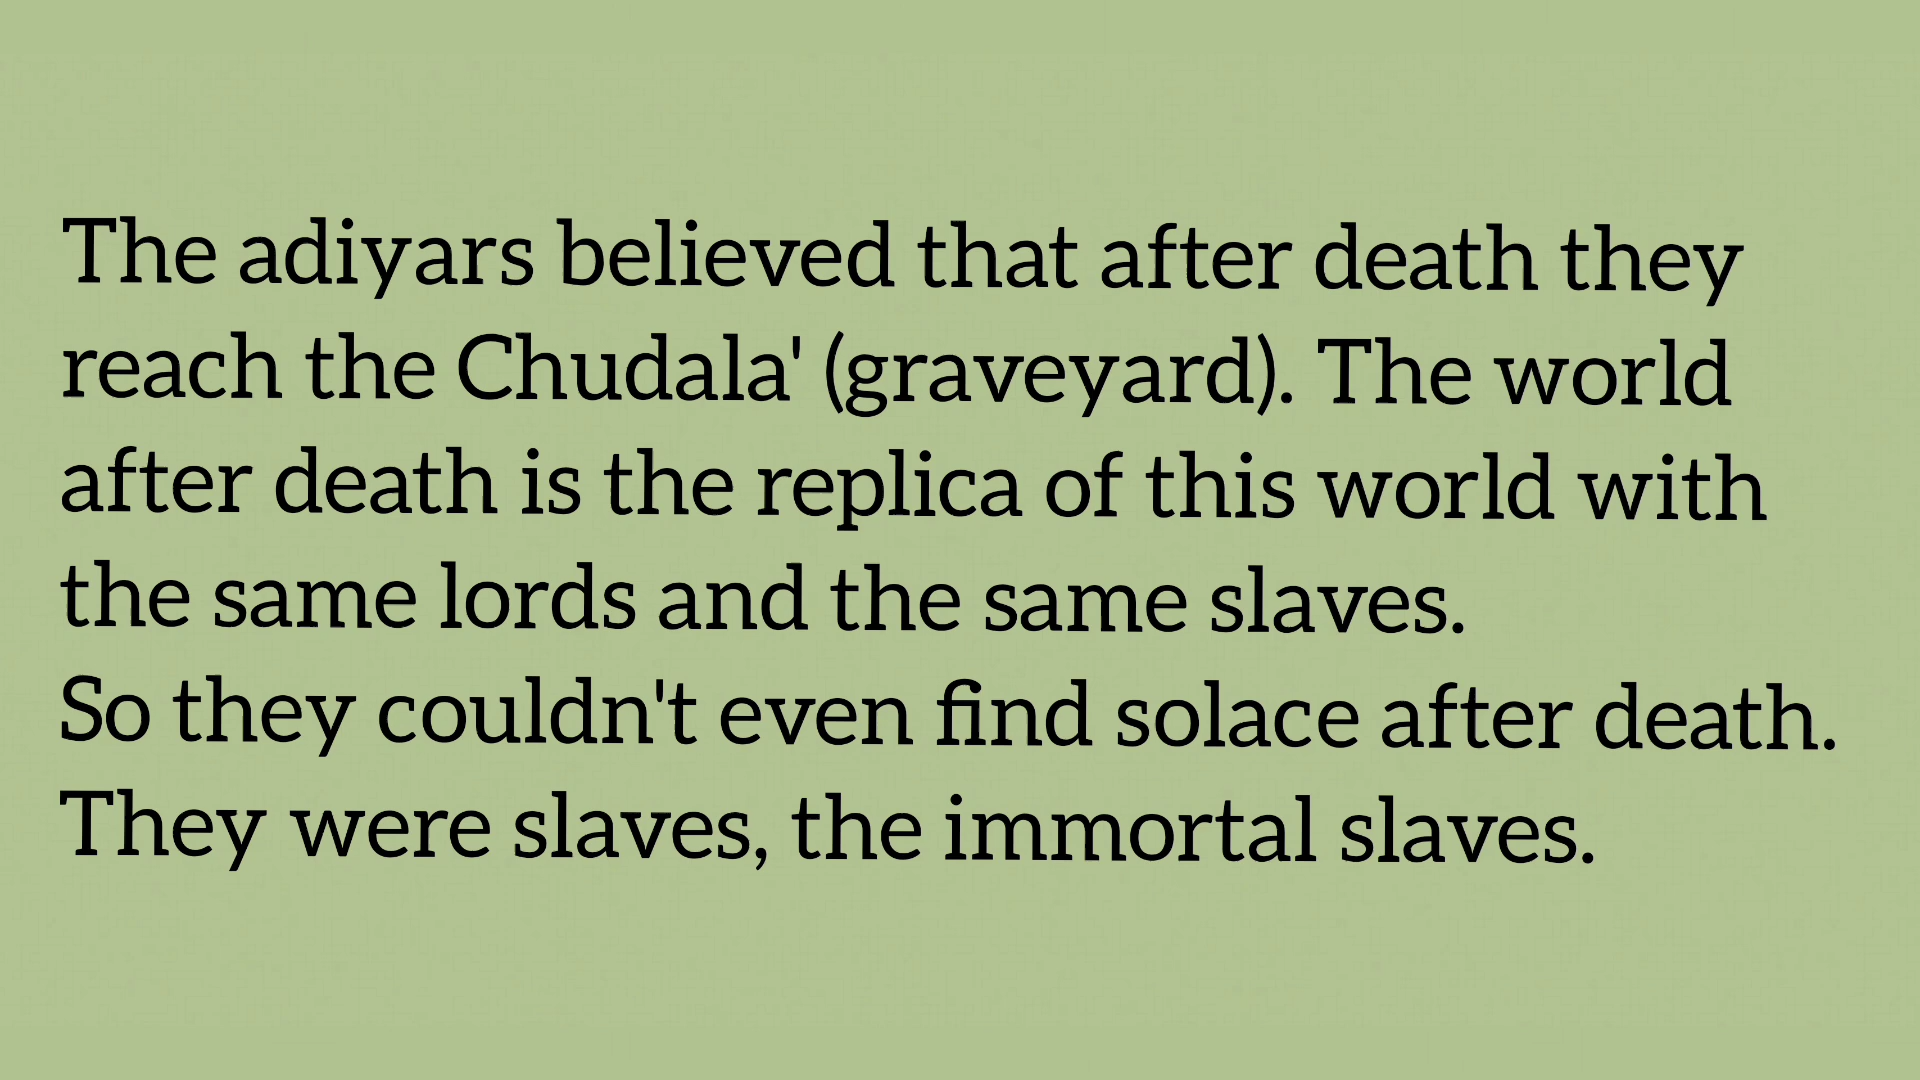 The adiyars believed that after death they
reach the Chudala' (graveyard). The world
after death is the replica of this world with
the same lords and the same slaves.
So they couldn't even find solace after death.
They were slaves, the immortal slaves.